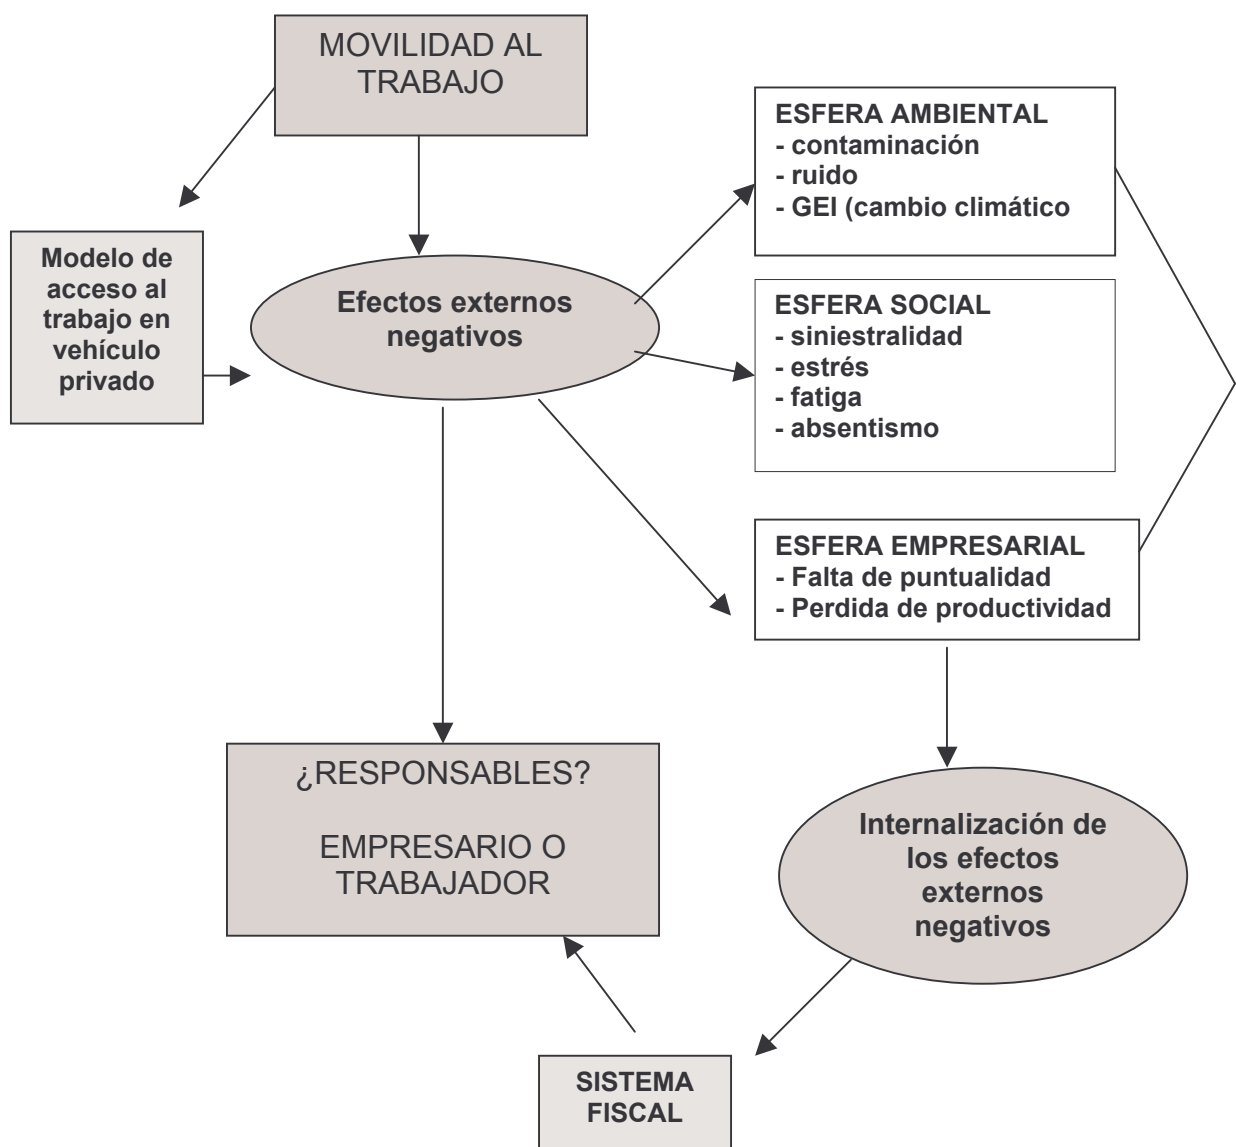 MOVILIDAD AL
TRABAJO
ESFERA AMBIENTAL
- contaminación
- ruido
- GEI (cambio climático
Modelo de
acceso al
trabajo en
vehículo
privado
Efectos externos
negativos
ESFERA SOCIAL
- siniestralidad
- estrés
- fatiga
- absentismo
ESFERA EMPRESARIAL
- Falta de puntualidad
- Perdida de productividad
¿RESPONSABLES?
EMPRESARIO O
TRABAJADOR
Internalización de
los efectos
externos
negativos
SISTEMA
FISCAL